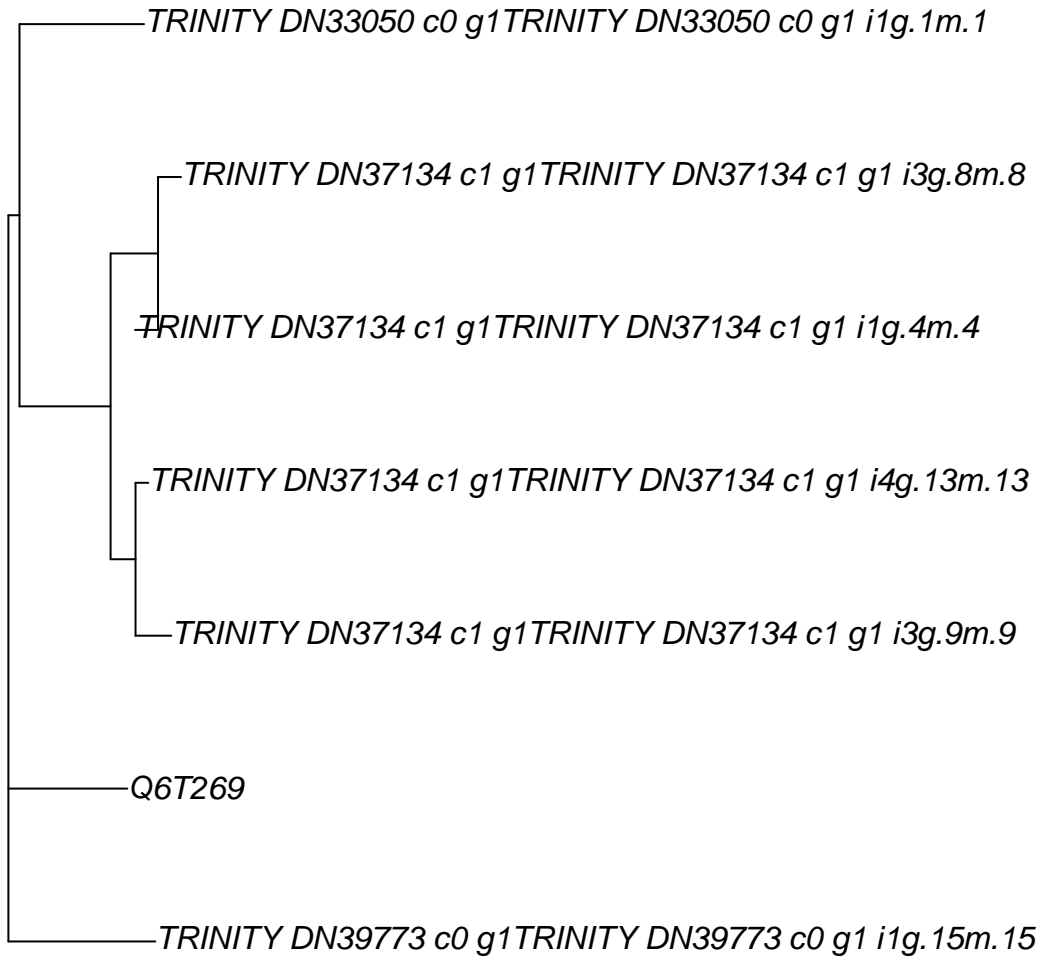 TRINITY DN33050 c0 g1TRINITY DN33050 c0 g1 i1g.1m.1
TRINITY DN37134 c1 g1TRINITY DN37134 c1 g1 i3g.8m.8
TRINITY DN37134 c1 g1TRINITY DN37134 c1 g1 i1g.4m.4
TRINITY DN37134 c1 g1TRINITY DN37134 c1 g1 i4g.13m.13
TRINITY DN37134 c1 g1TRINITY DN37134 c1 g1 i3g.9m.9
Q6T269
TRINITY DN39773 c0 g1TRINITY DN39773 c0 g1 i1g.15m.15